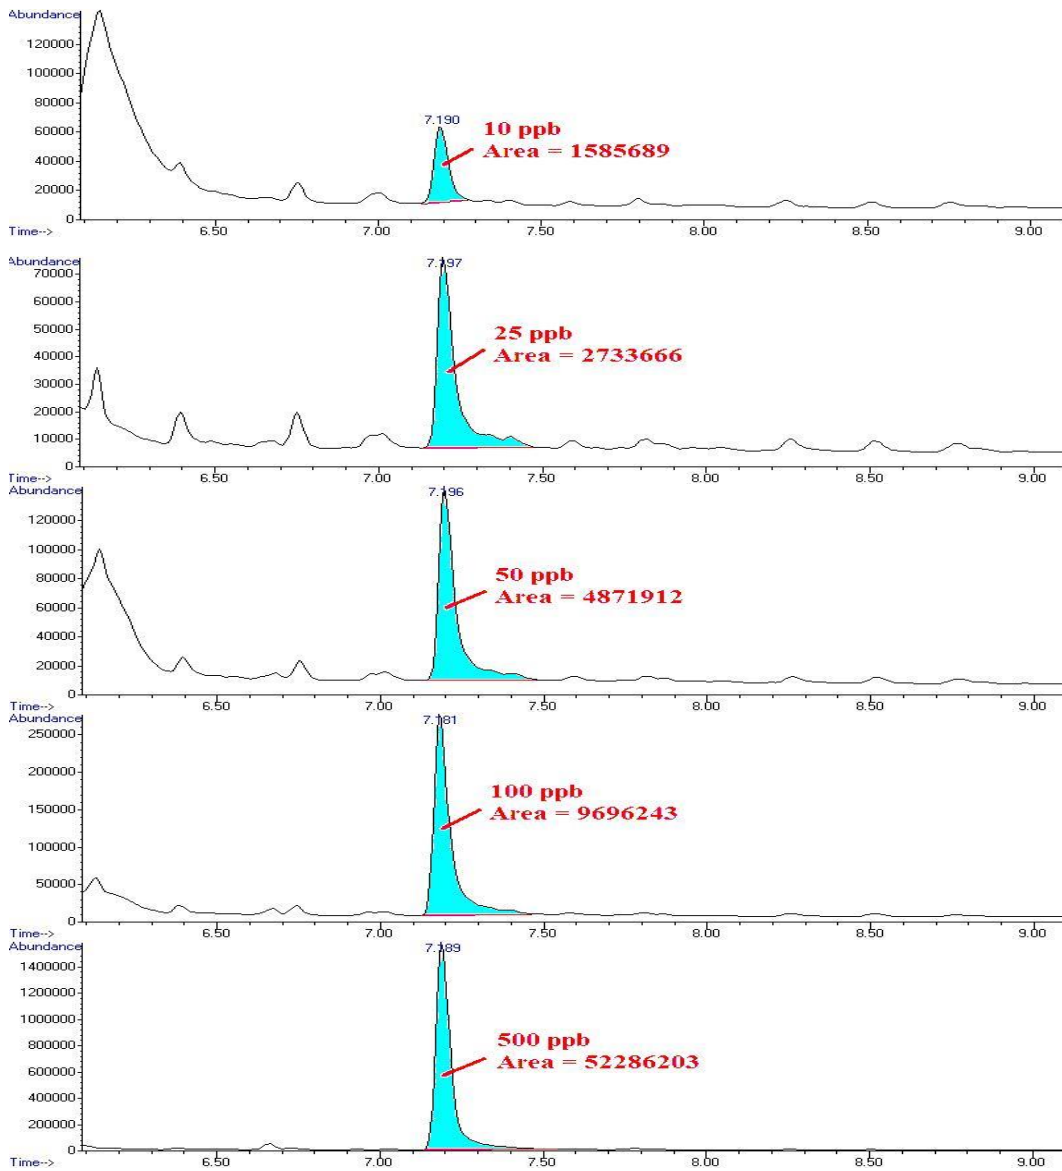 Abundance
120000
100000
80000
60000
40000
20000
0
7.190
10 ppb
Area = 1585689
Time--> 6.50 7.00 7.50 8.00 8.50 9.00
Abundance
70000
60000
50000
40000
30000
20000
10000
0
7.197
25 ppb
Area = 2733666
Time--> 6.50 7.00 7.50 8.00 8.50 9.00
Abundance
120000
100000
80000
60000
40000
20000
0
7.196
50 ppb
Area = 4871912
Time--> 6.50 7.00 7.50 8.00 8.50 9.00
Abundance
250000
200000
150000
100000
50000
0
7.181
100 ppb
Area = 9696243
Time--> 6.50 7.00 7.50 8.00 8.50 9.00
Abundance
1400000
1200000
1000000
800000
600000
400000
200000
0
7.189
500 ppb
Area = 52286203
Time--> 6.50 7.00 7.50 8.00 8.50 9.00